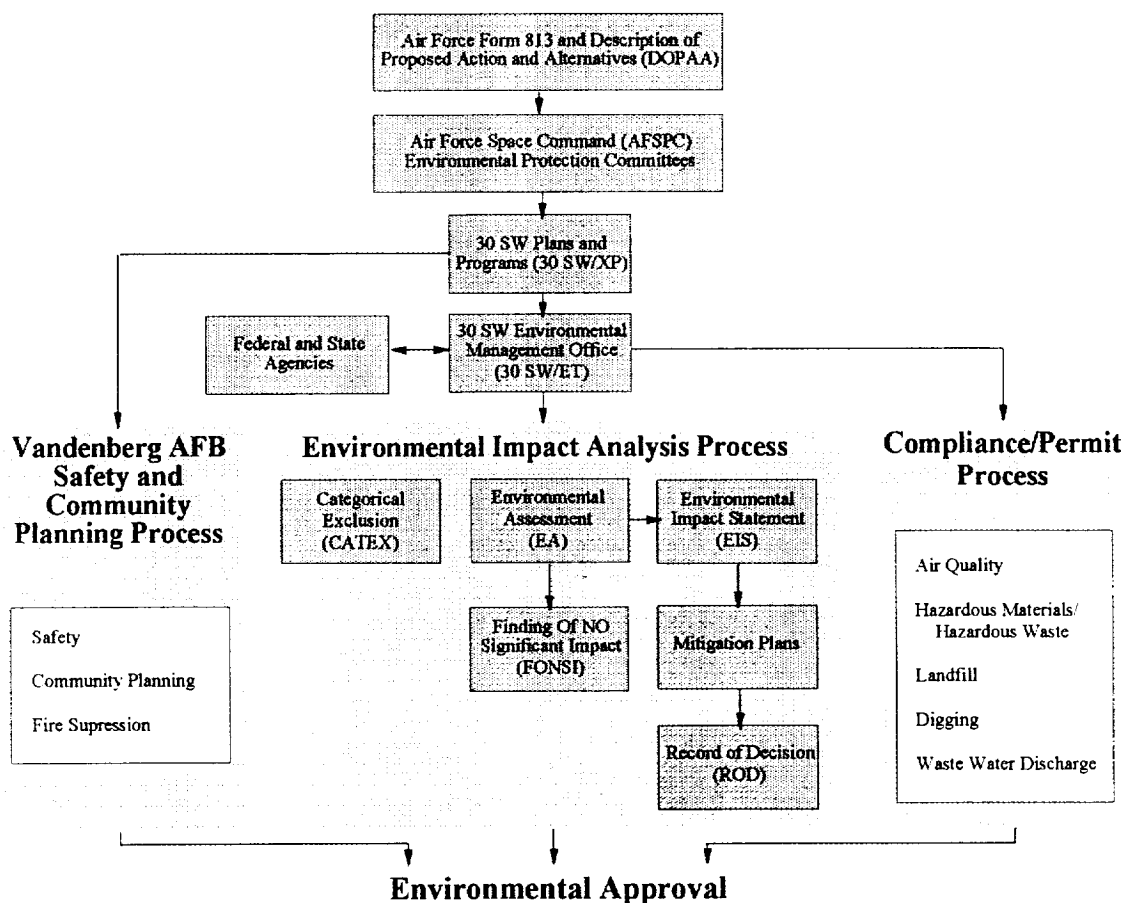 Air Force Form 813 and Description of
Proposed Action and Alternatives (DOPAA)
Air Force Space Command (AFSPC)
Environmental Protection Committees
30 SW Plans and
Programs (30 SW/XP)
Federal and State
Agencies
30 SW Environmental
Management Office
(30 SW/ET)
Vandenberg AFB
Safety and
Community
Planning Process
Safety
Community Planning
Fire Supression
Environmental Impact Analysis Process
Categorical
Exclusion
(CATEX)
Environmental
Assessment
(EA)
Environmental
Impact Statement
(EIS)
Finding Of NO
Significant Impact
(FONSI)
Mitigation Plans
Record of Decision
(ROD)
Compliance/Permit
Process
Air Quality
Hazardous Materials/
Hazardous Waste
Landfill
Digging
Waste Water Discharge
Environmental Approval